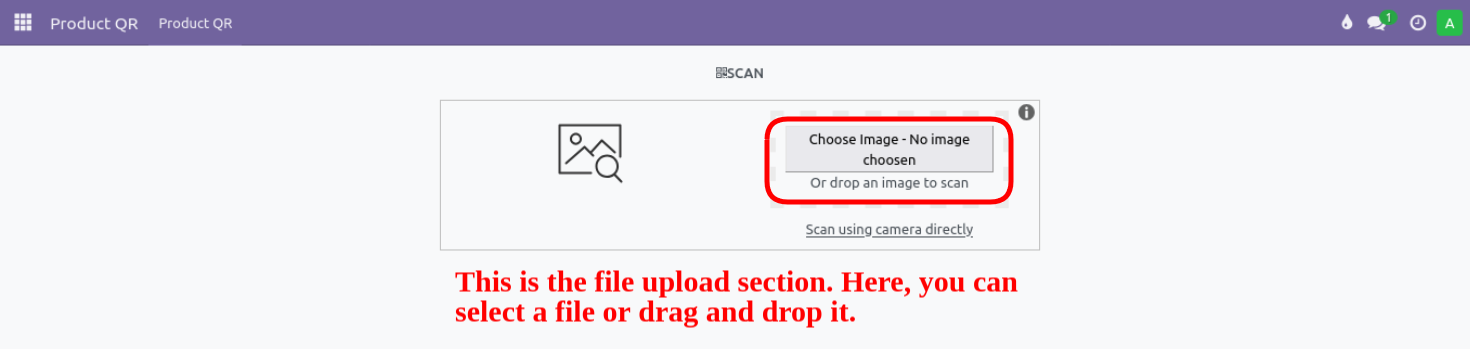 Product QR Product QR 1 A
SCAN
Choose Image - No image
choosen
Or drop an image to scan
Scan using camera directly
This is the file upload section. Here, you can
select a file or drag and drop it.